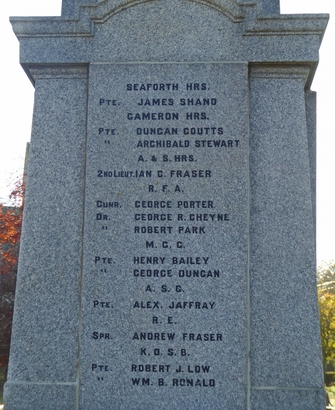 SEAFORTH HRS.
PTE. JAMES SHAND
CAMERON HRS.
PTE. DUNCAN COUTTS
" ARCHIBALD STEWART
A. & S. HRS.
2ND LIEUT. IAN C. FRASER
R. F. A.
GUNR. GEORGE PORTER
DR. GEORGE R. CHEYNE
" ROBERT PARK
M. G. C.
PTE. HENRY BAILEY
" GEORGE DUNCAN
A. S. C.
PTE. ALEX. JAFFRAY
R. E.
SPR. ANDREW FRASER
K. O. S. B.
PTE. ROBERT J. LOW
" WM. B. RONALD